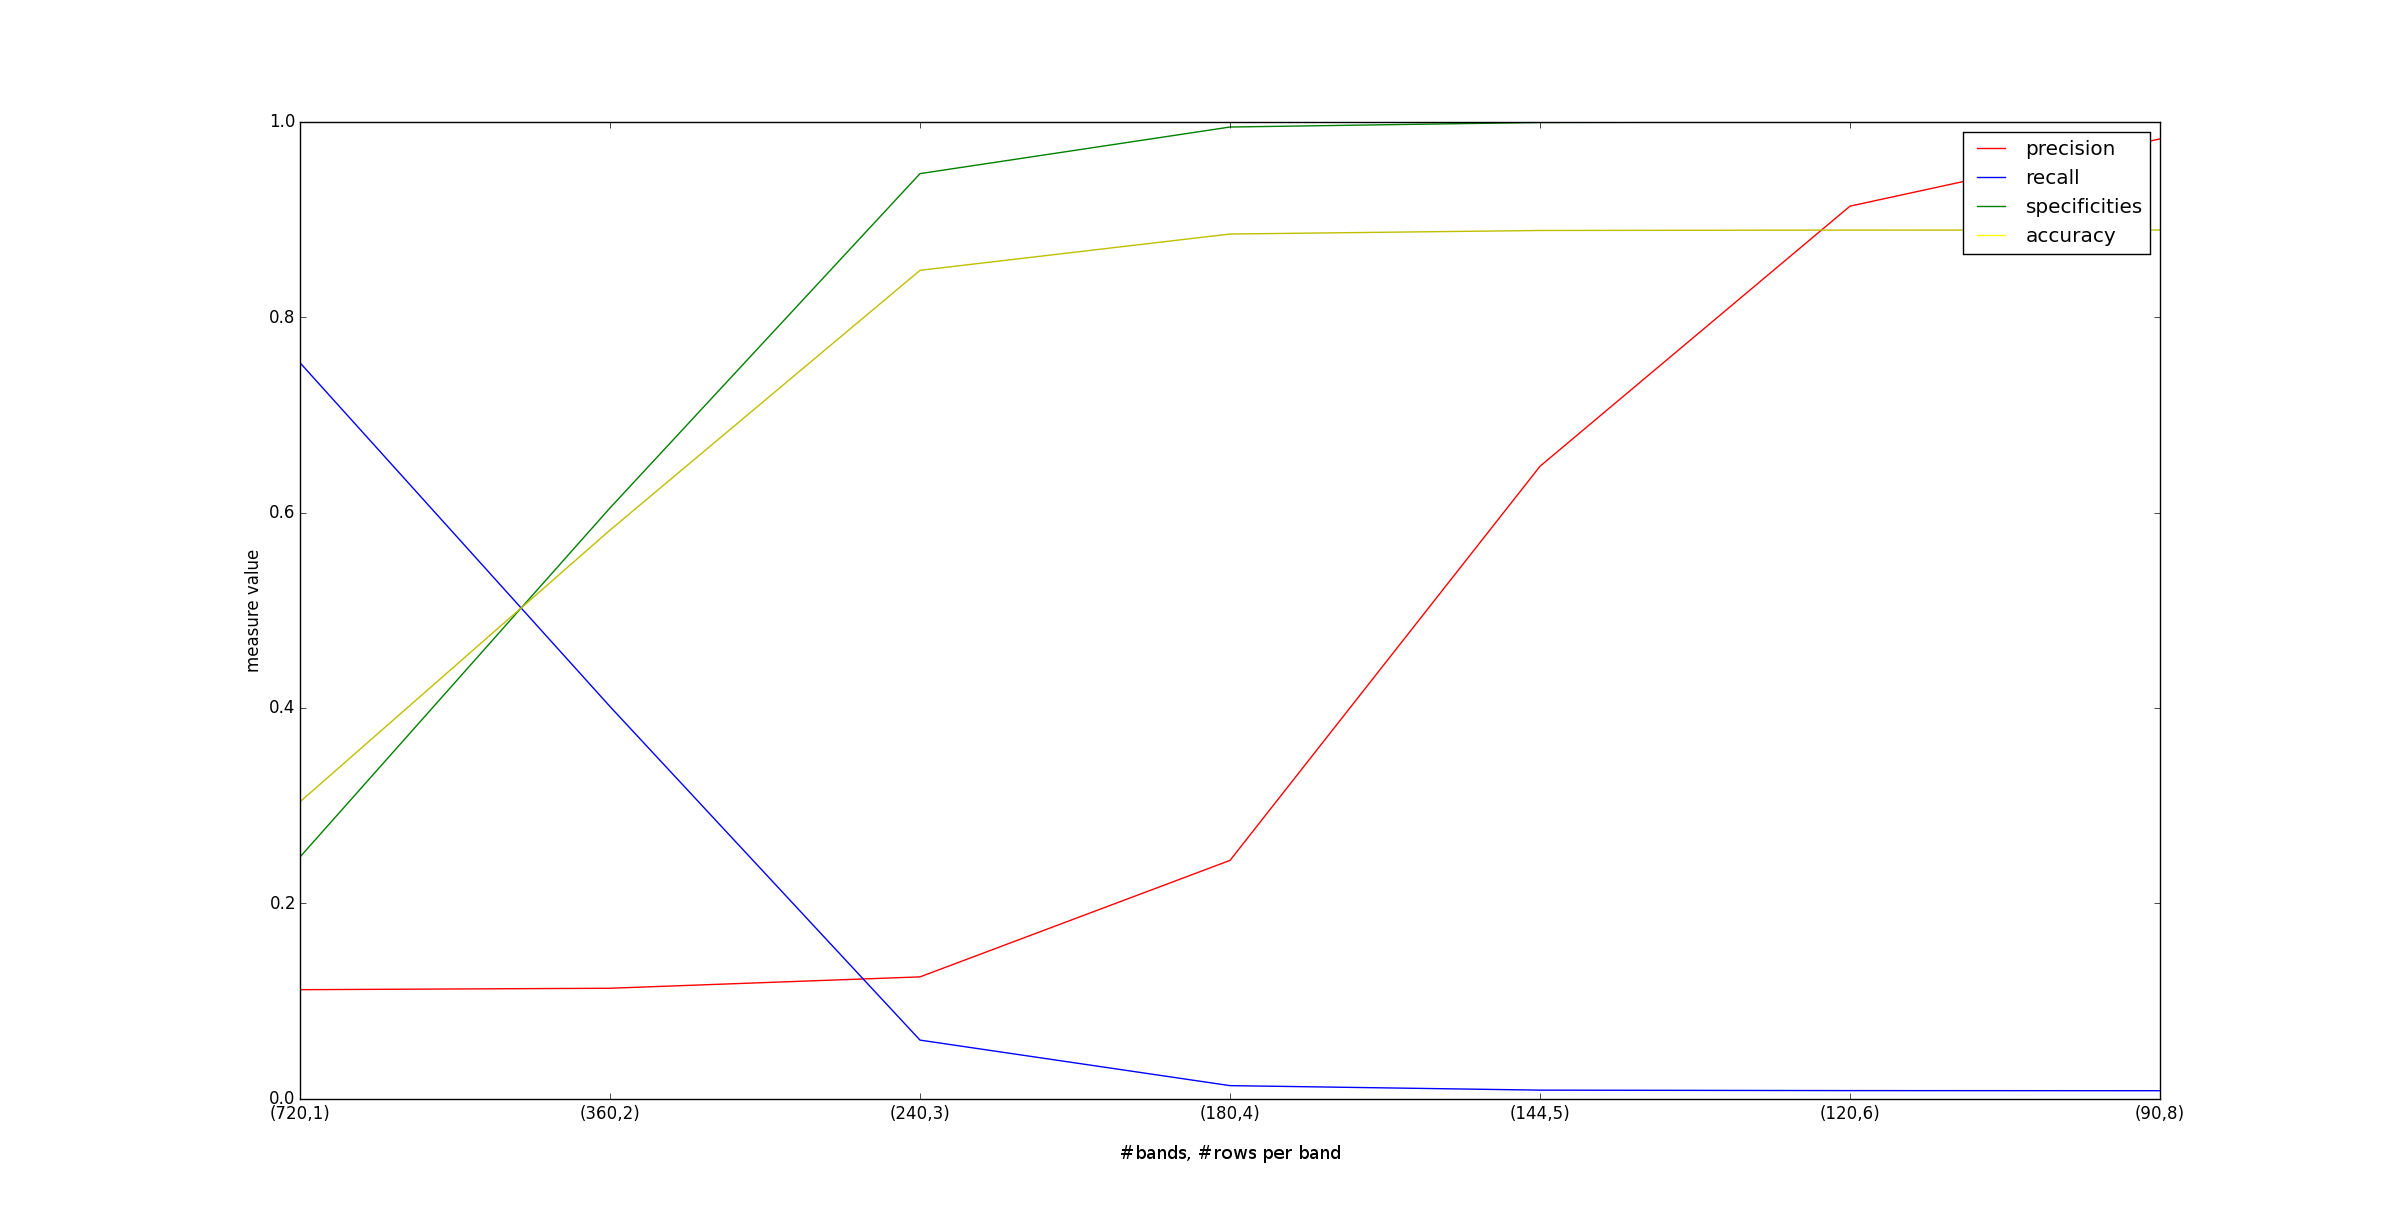 1.0
0.8
0.6
0.4
0.2
0.0
measure value
precision
recall
specificities
accuracy
(720,1) (360,2) (240,3) (180,4) (144,5) (120,6) (90,8)
#bands, #rows per band